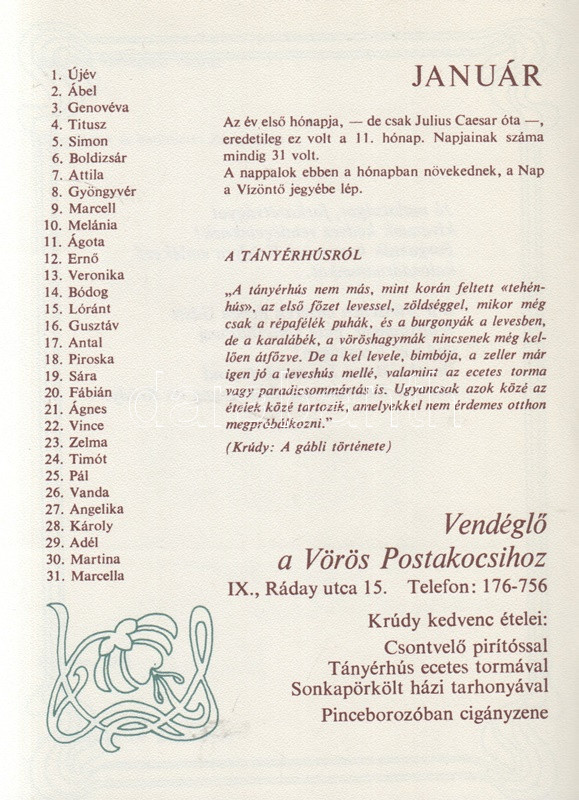 1. Újév
2. Ábel
3. Genovéva
4. Titusz
5. Simon
6. Boldizsár
7. Attila
8. Gyöngyvér
9. Marcell
10. Melánia
11. Ágota
12. Ernő
13. Veronika
14. Bódog
15. Lóránt
16. Gusztáv
17. Antal
18. Piroska
19. Sára
20. Fábián
21. Ágnes
22. Vince
23. Zelma
24. Timót
25. Pál
26. Vanda
27. Angelika
28. Károly
29. Adél
30. Martina
31. Marcella
JANUÁR
Az év első hónapja, — de csak Julius Caesar óta —,
eredetileg ez volt a 11. hónap. Napjainak száma
mindig 31 volt.
A nappalok ebben a hónapban növekednek, a Nap
a Vízöntő jegyébe lép.
A TÁNYÉRHÚSRÓL
„A tányérhús nem más, mint korán feltett «tehén-
hús», az első főzet levessel, zöldséggel, mikor még
csak a répafélék puhák, és a burgonyák a levesben,
de a karalábék, a vöröshagymák nincsenek még kel-
lően átfőzve. De a kel levele, bimbója, a zeller már
igen jó a leveshús mellé, valamint az ecetes torma
vagy paradicsommártás is. Ugyancsak azok közé az
ételek közé tartozik, amelyekkel nem érdemes otthon
megpróbálkozni.”
(Krúdy: A gábli története)
Vendéglő
a Vörös Postakocsihoz
IX., Ráday utca 15. Telefon: 176-756
Krúdy kedvenc ételei:
Csontvelő pirítóssal
Tányérhús ecetes tormával
Sonkapörkölt házi tarhonyával
Pinceborozóban cigányzene